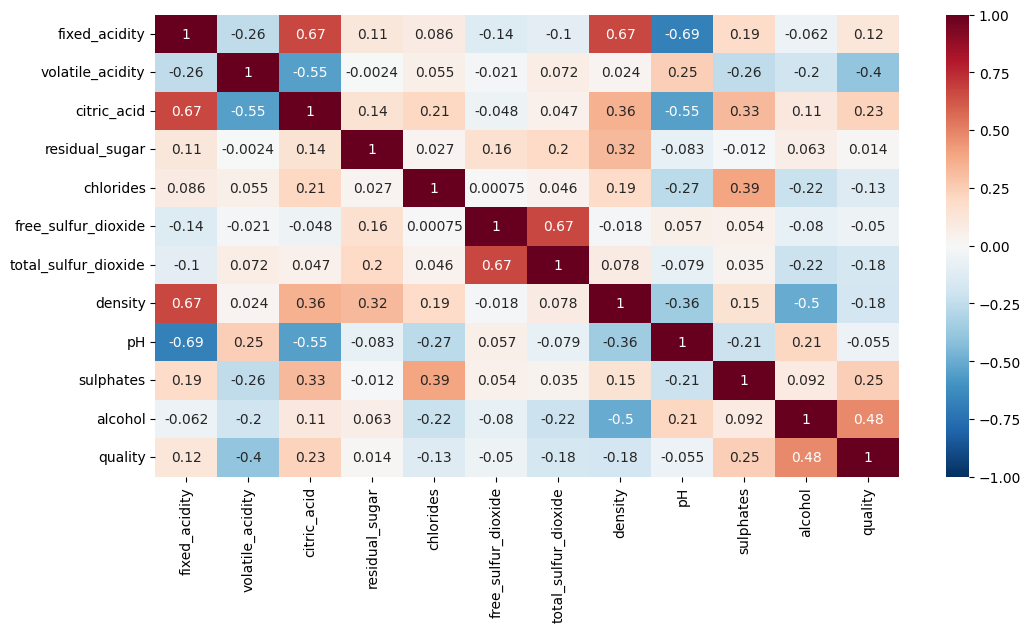 fixed_acidity 1 -0.26 0.67 0.11 0.086 -0.14 -0.1 0.67 -0.69 0.19 -0.062 0.12
volatile_acidity -0.26 1 -0.55 -0.0024 0.055 -0.021 0.072 0.024 0.25 -0.26 -0.2 -0.4
citric_acid 0.67 -0.55 1 0.14 0.21 -0.048 0.047 0.36 -0.55 0.33 0.11 0.23
residual_sugar 0.11 -0.0024 0.14 1 0.027 0.16 0.2 0.32 -0.083 -0.012 0.063 0.014
chlorides 0.086 0.055 0.21 0.027 1 0.00075 0.046 0.19 -0.27 0.39 -0.22 -0.13
free_sulfur_dioxide -0.14 -0.021 -0.048 0.16 0.00075 1 0.67 -0.018 0.057 0.054 -0.08 -0.05
total_sulfur_dioxide -0.1 0.072 0.047 0.2 0.046 0.67 1 0.078 -0.079 0.035 -0.22 -0.18
density 0.67 0.024 0.36 0.32 0.19 -0.018 0.078 1 -0.36 0.15 -0.5 -0.18
pH -0.69 0.25 -0.55 -0.083 -0.27 0.057 -0.079 -0.36 1 -0.21 0.21 -0.055
sulphates 0.19 -0.26 0.33 -0.012 0.39 0.054 0.035 0.15 -0.21 1 0.092 0.25
alcohol -0.062 -0.2 0.11 0.063 -0.22 -0.08 -0.22 -0.5 0.21 0.092 1 0.48
quality 0.12 -0.4 0.23 0.014 -0.13 -0.05 -0.18 -0.18 -0.055 0.25 0.48 1
fixed_acidity
volatile_acidity
citric_acid
residual_sugar
chlorides
free_sulfur_dioxide
total_sulfur_dioxide
density
pH
sulphates
alcohol
quality
1.00
0.75
0.50
0.25
0.00
−0.25
−0.50
−0.75
−1.00